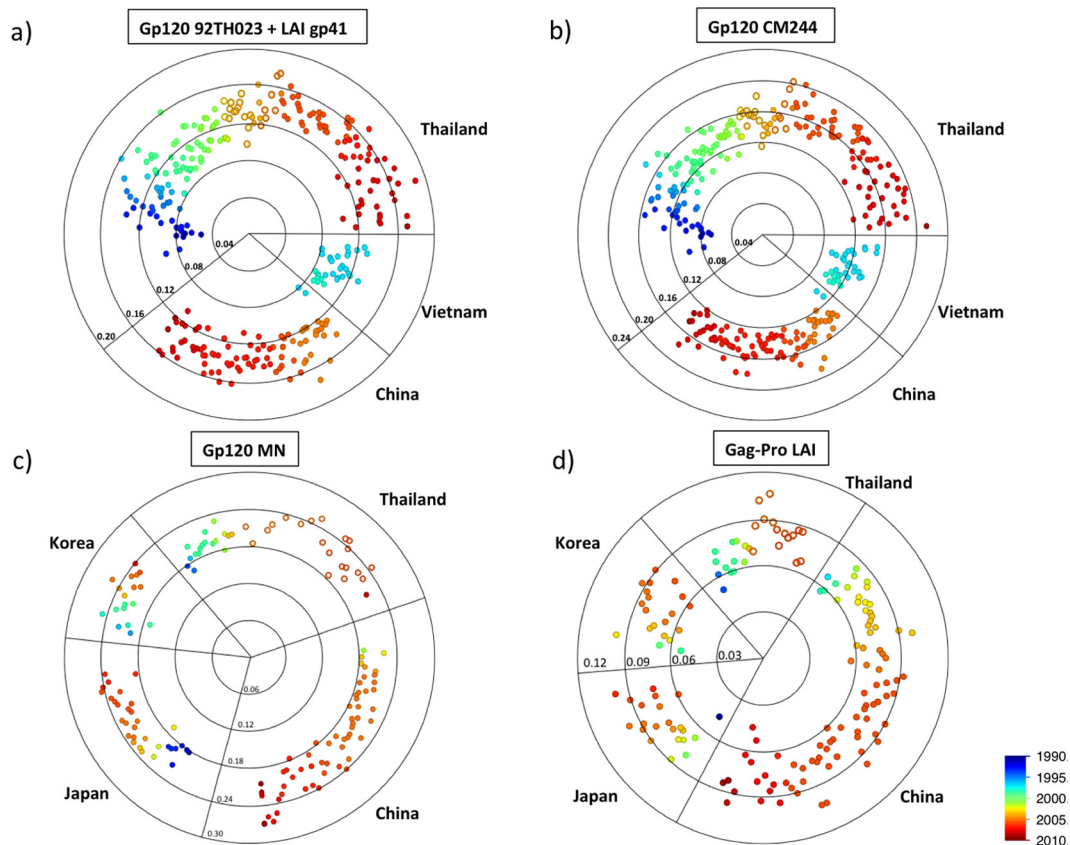 a)
Gp120 92TH023 + LAI gp41
Thailand
Vietnam
China
0.04
0.08
0.12
0.16
0.20
b)
Gp120 CM244
Thailand
Vietnam
China
0.04
0.08
0.12
0.16
0.20
0.24
c)
Gp120 MN
Thailand
Korea
Japan
China
0.06
0.12
0.18
0.24
0.30
d)
Gag-Pro LAI
Thailand
Korea
0.12
0.09
0.06
0.03
Japan
China
1990.
1995.
2000.
2005.
2010.